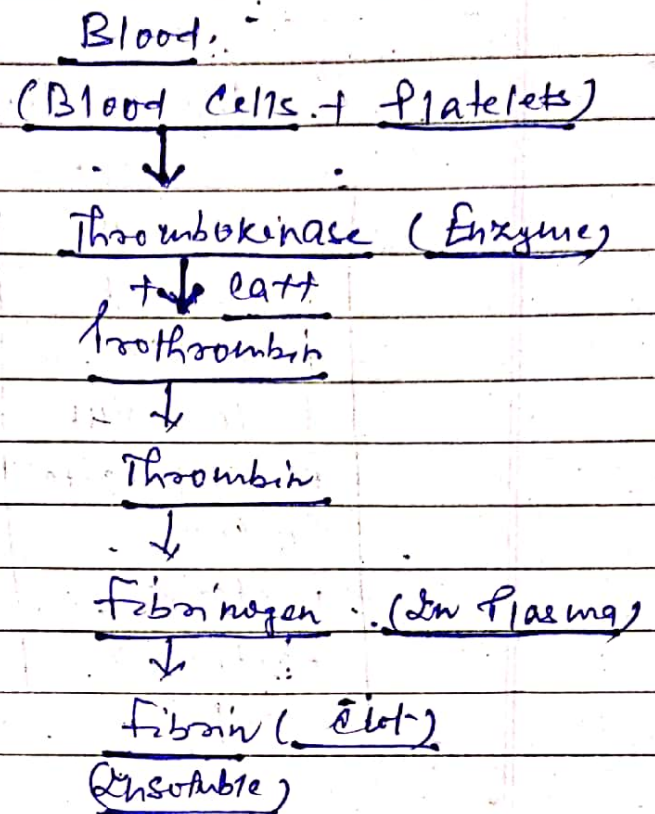 Blood.
(Blood Cells + Platelets)
↓
Thrombokinase (Enzyme)
+ ↓ Ca++
Prothrombin
↓
Thrombin
↓
Fibrinogen (In Plasma)
↓
Fibrin (Clot)
(Insoluble)